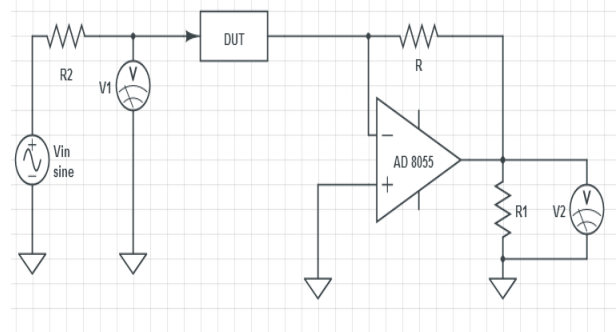 DUT
R2
V1
V
R
Vin
sine
+
−
−
+
AD 8055
R1
V2
V